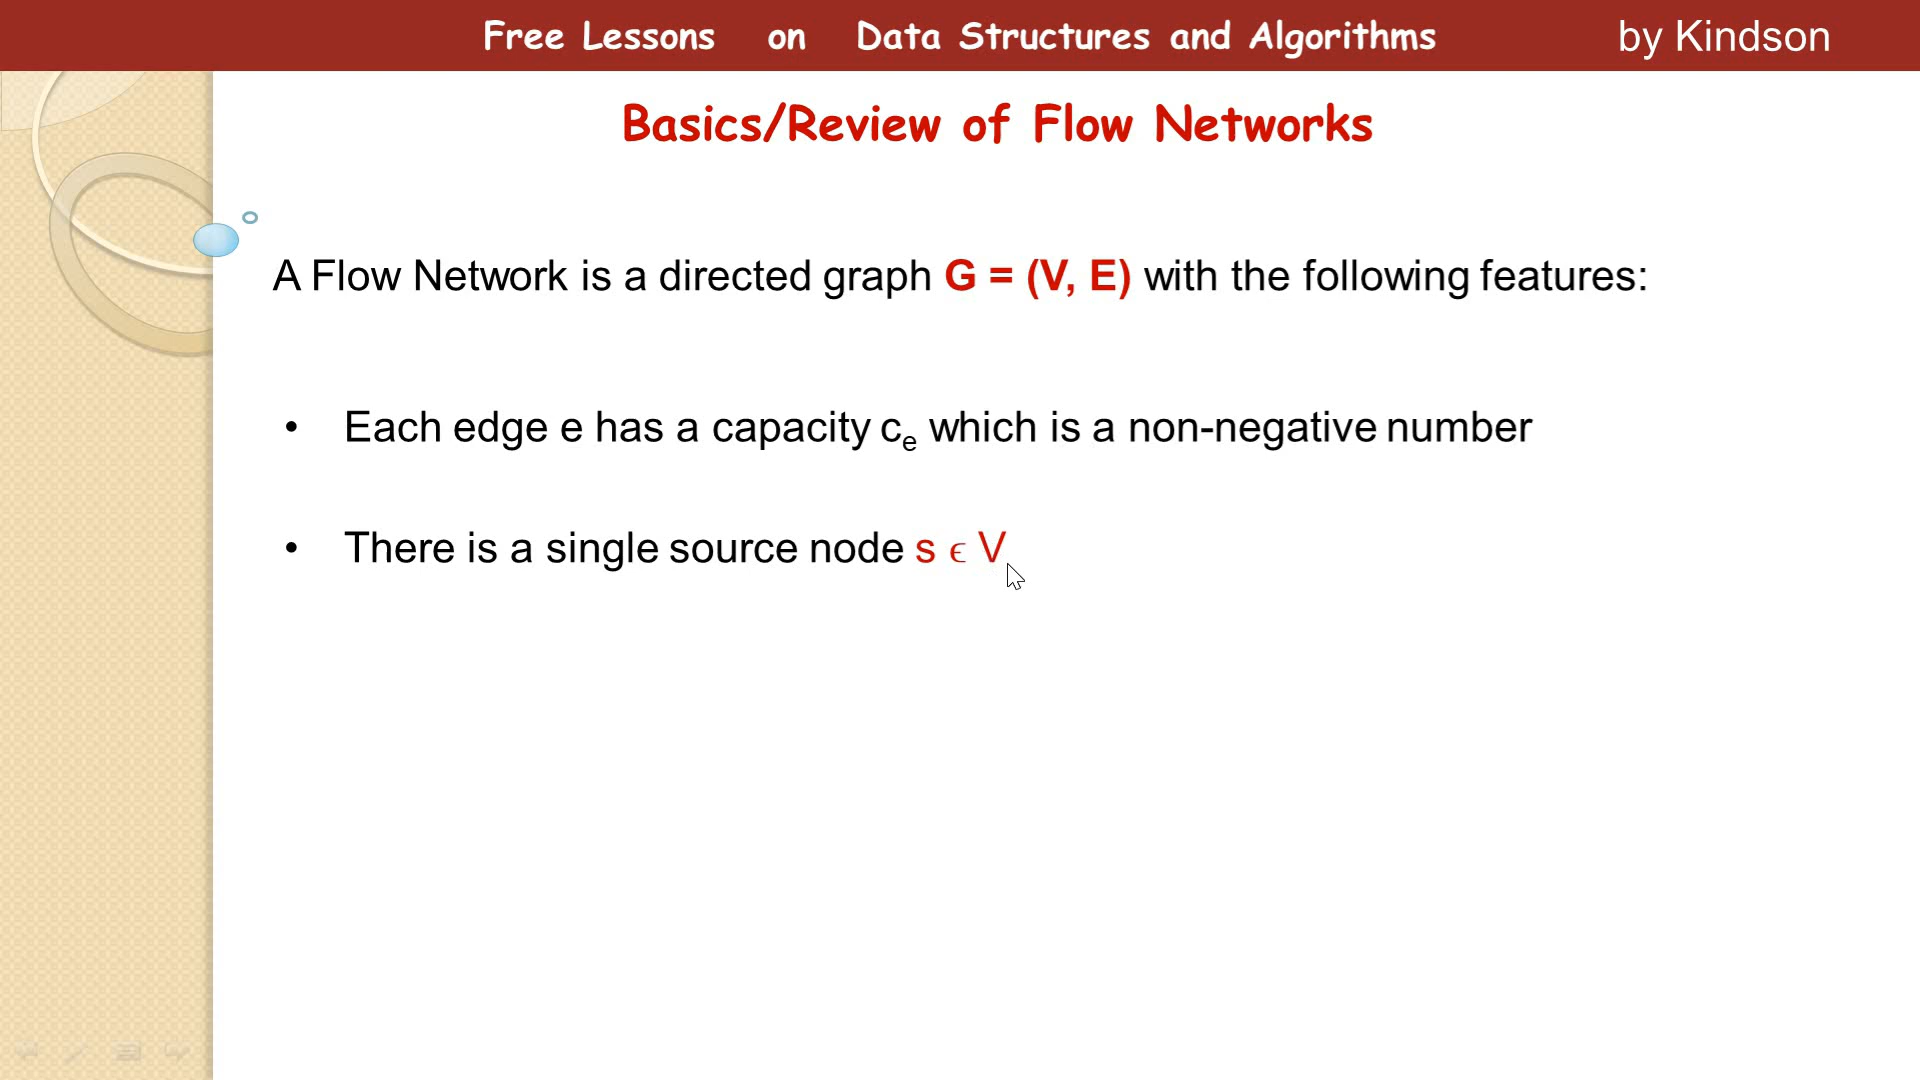 Free Lessons on Data Structures and Algorithms by Kindson
Basics/Review of Flow Networks
A Flow Network is a directed graph G = (V, E) with the following features:
• Each edge e has a capacity cₑ which is a non-negative number
• There is a single source node s ϵ V